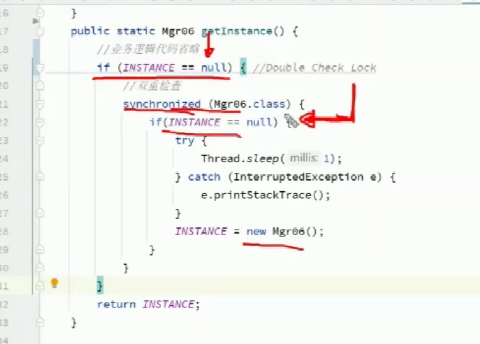 16 }
17 public static Mgr06 getInstance() {
18 //业务逻辑代码省略
19 if (INSTANCE == null) { //Double Check Lock
20 //双重检查
21 synchronized (Mgr06.class) {
22 if(INSTANCE == null) {
23 try {
24 Thread.sleep( millis: 1);
25 } catch (InterruptedException e) {
26 e.printStackTrace();
27 }
28 INSTANCE = new Mgr06();
29 }
30 }
31 }
32 return INSTANCE;
33 }